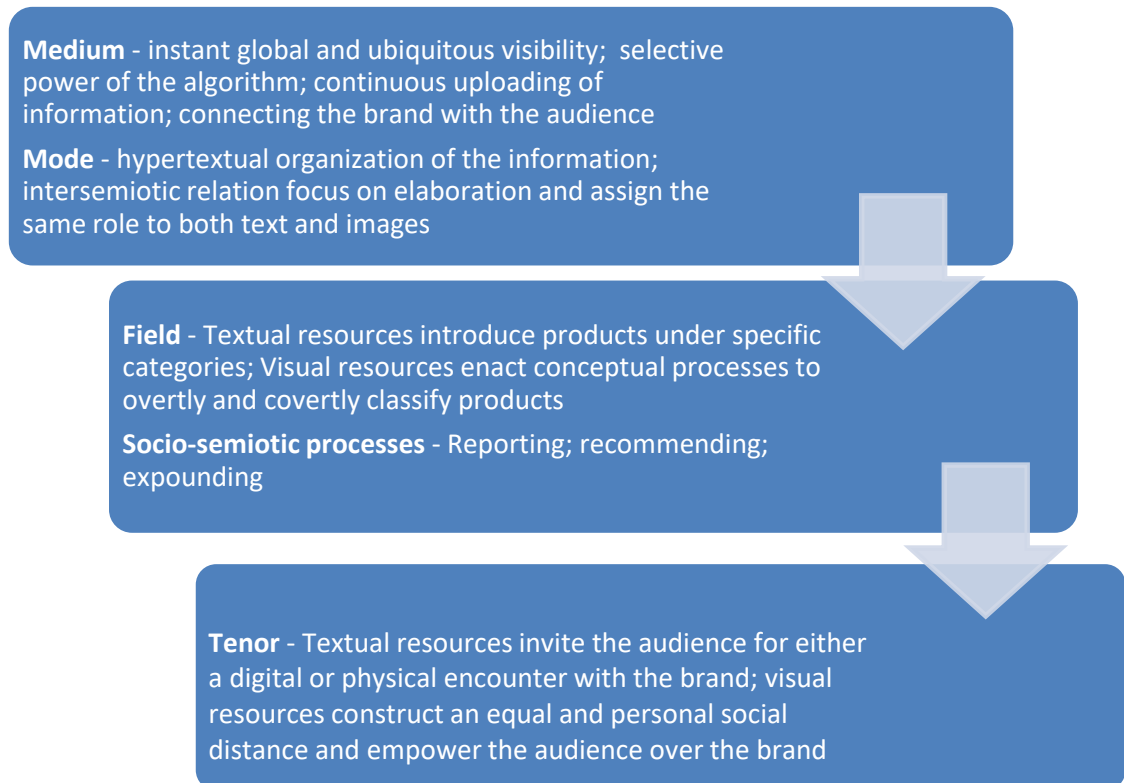 Medium - instant global and ubiquitous visibility; selective
power of the algorithm; continuous uploading of
information; connecting the brand with the audience
Mode - hypertextual organization of the information;
intersemiotic relation focus on elaboration and assign the
same role to both text and images
Field - Textual resources introduce products under specific
categories; Visual resources enact conceptual processes to
overtly and covertly classify products
Socio-semiotic processes - Reporting; recommending;
expounding
Tenor - Textual resources invite the audience for either
a digital or physical encounter with the brand; visual
resources construct an equal and personal social
distance and empower the audience over the brand